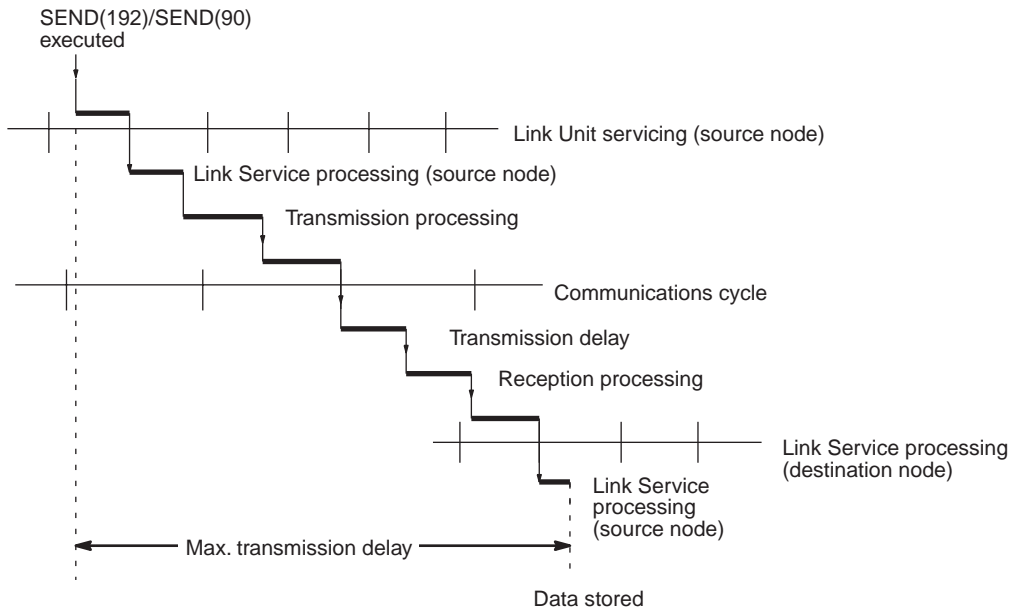 SEND(192)/SEND(90)
executed
Link Unit servicing (source node)
Link Service processing (source node)
Transmission processing
Communications cycle
Transmission delay
Reception processing
Link Service processing
(destination node)
Link Service
processing
(source node)
Max. transmission delay
Data stored